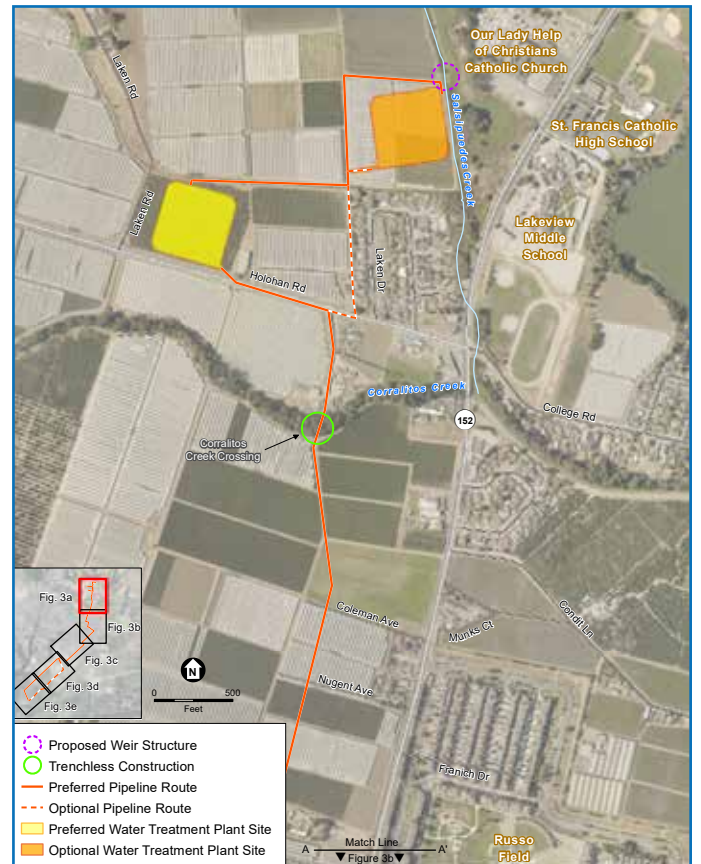 Our Lady Help
of Christians
Catholic Church
Laken Rd
Salsipuedes Creek
St. Francis Catholic
High School
Laken Rd
Lakeview
Middle
School
Laken Dr
Holohan Rd
Corralitos Creek
152
College Rd
Corralitos
Creek Crossing
Fig. 3a
Fig. 3b
Fig. 3c
Fig. 3d
Fig. 3e
N
0 500
Feet
Coleman Ave
Munks Ct
Condit Ln
Nugent Ave
Franich Dr
Proposed Weir Structure
Trenchless Construction
Preferred Pipeline Route
Optional Pipeline Route
Preferred Water Treatment Plant Site
Optional Water Treatment Plant Site
A Match Line A'
Figure 3b
Russo
Field